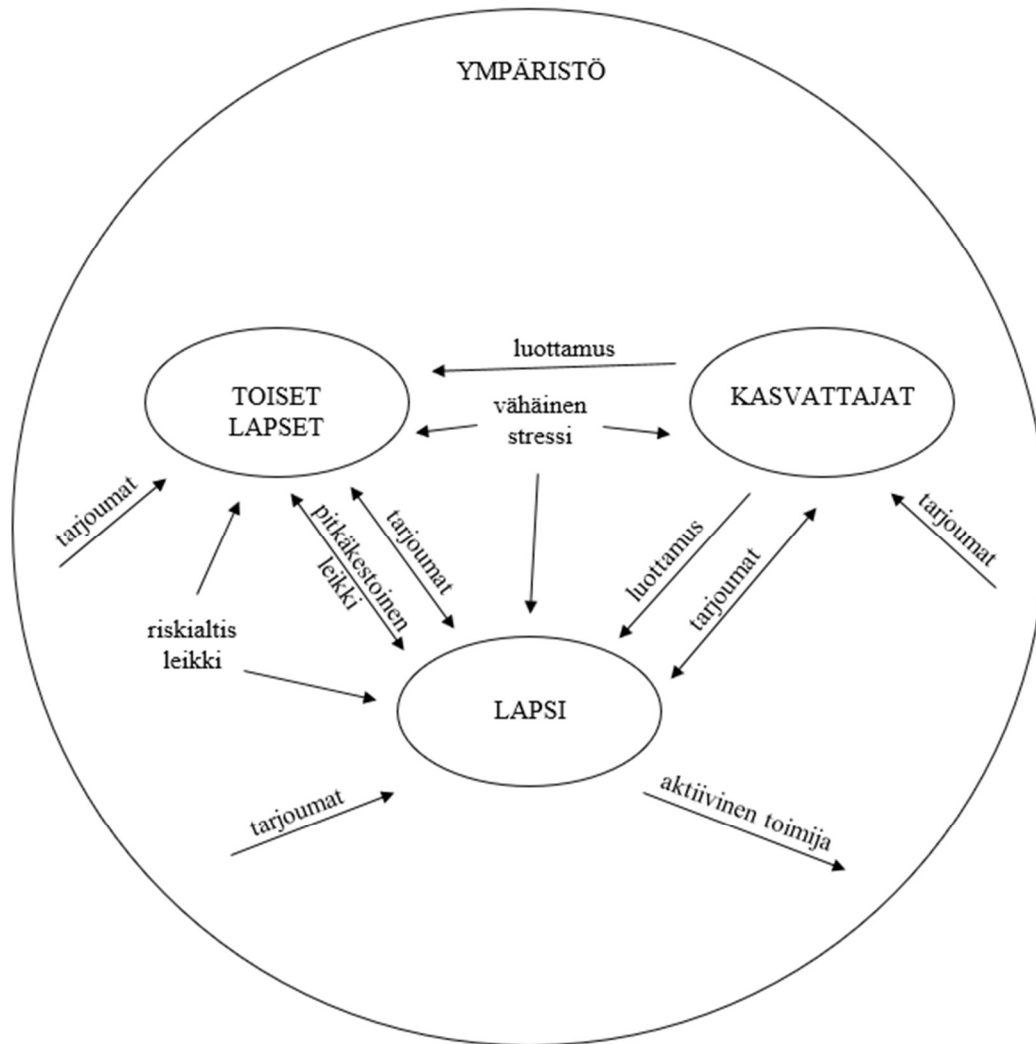 YMPÄRISTÖ
luottamus
TOISET
LAPSET
vähäinen
stressi
KASVATTAJAT
tarjoumat
pitkäkestoinen
leikki
tarjoumat
luottamus
tarjoumat
tarjoumat
riskialtis
leikki
LAPSI
tarjoumat
aktiivinen toimija